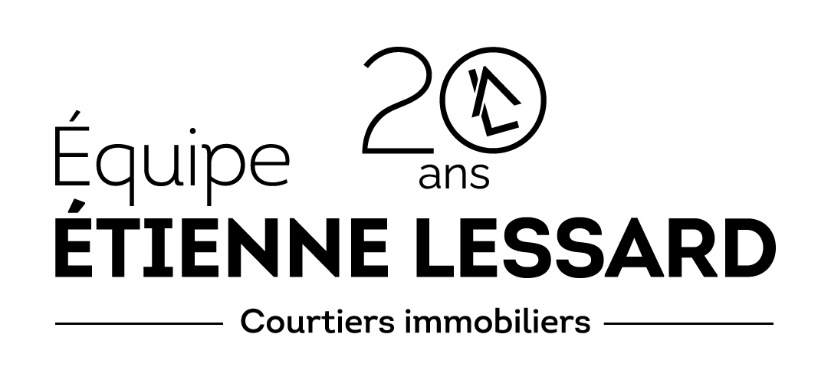 20
ans
Équipe
ÉTIENNE LESSARD
Courtiers immobiliers